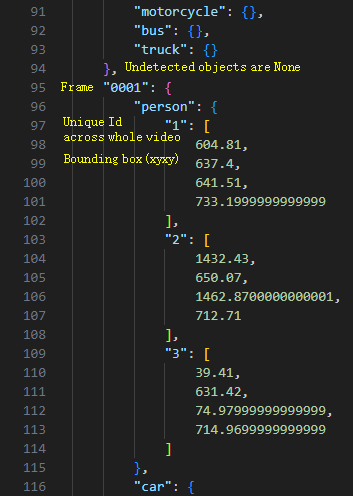 91 "motorcycle": {},
92 "bus": {},
93 "truck": {}
94 }, Undetected objects are None
95 Frame "0001": {
96 "person": {
97 Unique Id "1": [
98 across whole video 604.81,
99 Bounding box(xyxy) 637.4,
100 641.51,
101 733.1999999999999
102 ],
103 "2": [
104 1432.43,
105 650.07,
106 1462.8700000000001,
107 712.71
108 ],
109 "3": [
110 39.41,
111 631.42,
112 74.97999999999999,
113 714.9699999999999
114 ]
115 },
116 "car": {